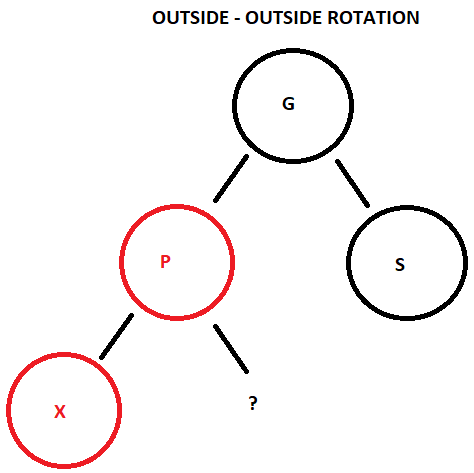 OUTSIDE - OUTSIDE ROTATION
G
P
S
X
?